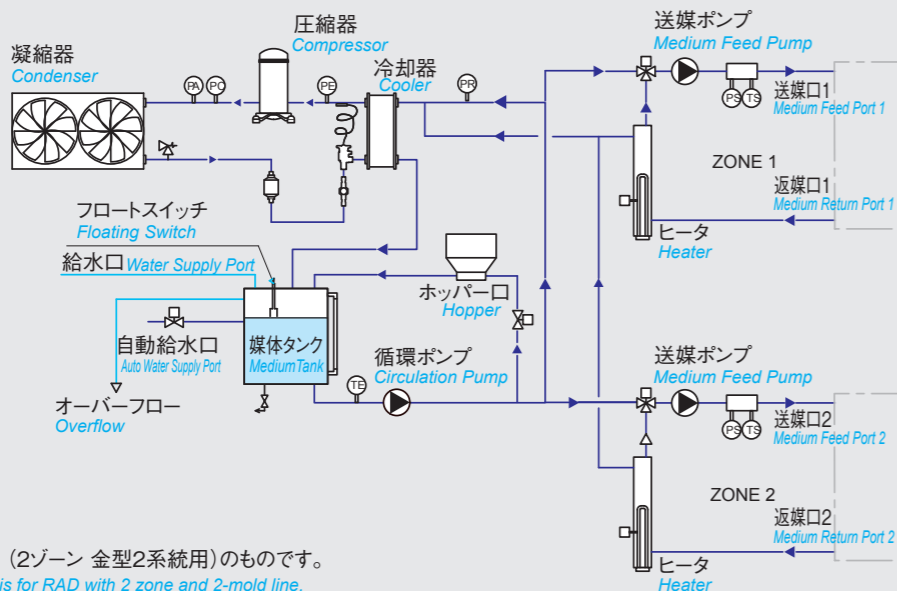 凝縮器
Condenser
圧縮器
Compressor
冷却器
Cooler
送媒ポンプ
Medium Feed Pump
PA
PC
PE
PR
PS
TS
送媒口1
Medium Feed Port 1
ZONE 1
返媒口1
Medium Return Port 1
ヒータ
Heater
フロートスイッチ
Floating Switch
給水口 Water Supply Port
ホッパー口
Hopper
自動給水口
Auto Water Supply Port
媒体タンク
MediumTank
オーバーフロー
Overflow
TE
循環ポンプ
Circulation Pump
送媒ポンプ
Medium Feed Pump
PS
TS
送媒口2
Medium Feed Port 2
ZONE 2
返媒口2
Medium Return Port 2
ヒータ
Heater
(2ゾーン 金型2系統用)のものです。
is for RAD with 2 zone and 2-mold line.